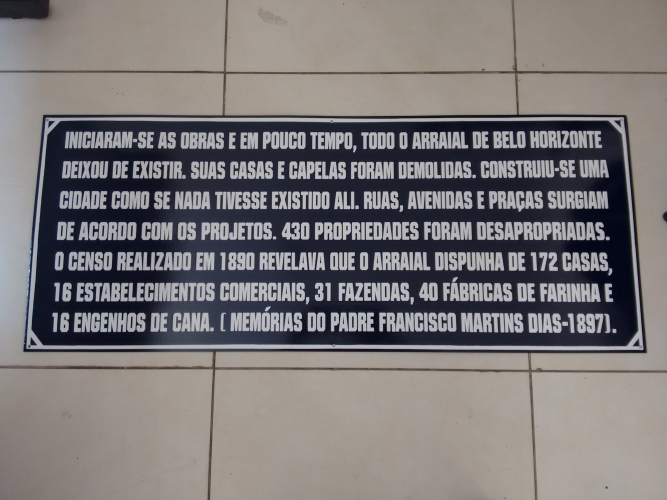 INICIARAM-SE AS OBRAS E EM POUCO TEMPO, TODO O ARRAIAL DE BELO HORIZONTE
DEIXOU DE EXISTIR. SUAS CASAS E CAPELAS FORAM DEMOLIDAS. CONSTRUIU-SE UMA
CIDADE COMO SE NADA TIVESSE EXISTIDO ALI. RUAS, AVENIDAS E PRAÇAS SURGIAM
DE ACORDO COM OS PROJETOS. 430 PROPRIEDADES FORAM DESAPROPRIADAS.
O CENSO REALIZADO EM 1890 REVELAVA QUE O ARRAIAL DISPUNHA DE 172 CASAS,
16 ESTABELECIMENTOS COMERCIAIS, 31 FAZENDAS, 40 FÁBRICAS DE FARINHA E
16 ENGENHOS DE CANA. ( MEMÓRIAS DO PADRE FRANCISCO MARTINS DIAS-1897).